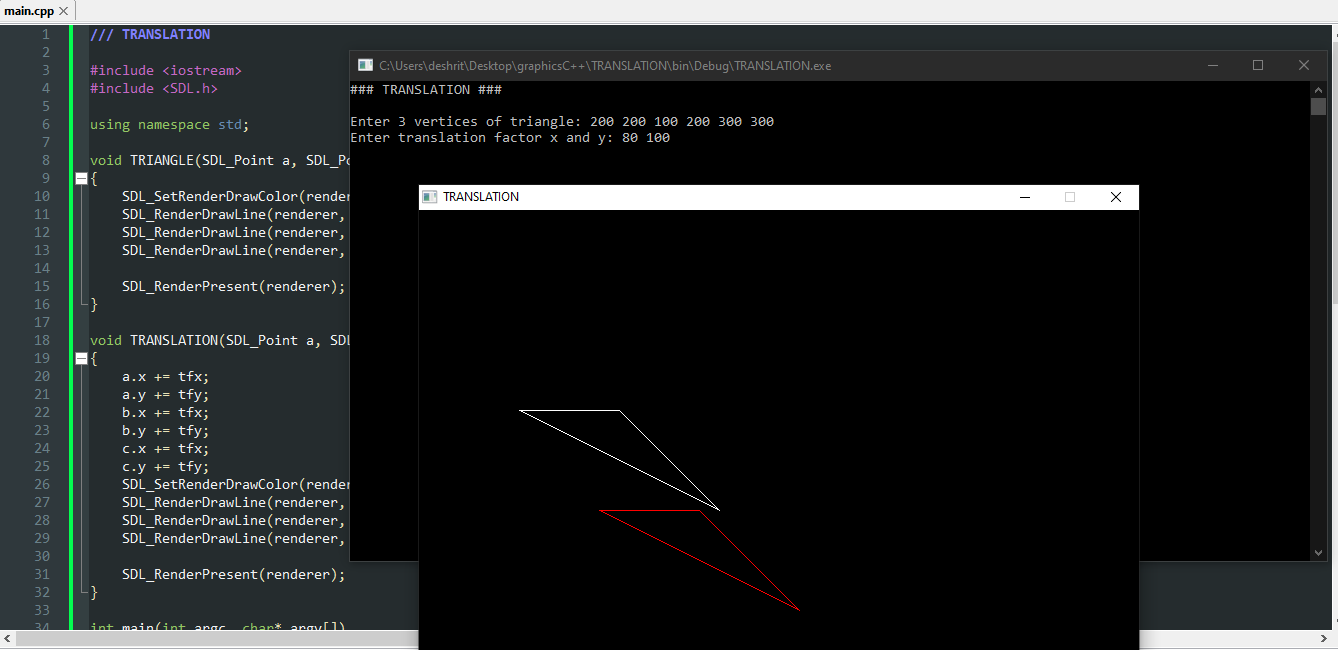 main.cpp
1 /// TRANSLATION
2
3 #include <iostream>
4 #include <SDL.h>
5
6 using namespace std;
7
8 void TRIANGLE(SDL_Point a, SDL_Po
9 {
10 SDL_SetRenderDrawColor(render
11 SDL_RenderDrawLine(renderer,
12 SDL_RenderDrawLine(renderer,
13 SDL_RenderDrawLine(renderer,
14
15 SDL_RenderPresent(renderer);
16 }
17
18 void TRANSLATION(SDL_Point a, SDL
19 {
20 a.x += tfx;
21 a.y += tfy;
22 b.x += tfx;
23 b.y += tfy;
24 c.x += tfx;
25 c.y += tfy;
26 SDL_SetRenderDrawColor(render
27 SDL_RenderDrawLine(renderer,
28 SDL_RenderDrawLine(renderer,
29 SDL_RenderDrawLine(renderer,
30
31 SDL_RenderPresent(renderer);
32 }
33
34 int main(int argc, char* argv[])
C:\Users\deshrit\Desktop\graphicsC++\TRANSLATION\bin\Debug\TRANSLATION.exe
### TRANSLATION ###
Enter 3 vertices of triangle: 200 200 100 200 300 300
Enter translation factor x and y: 80 100
TRANSLATION